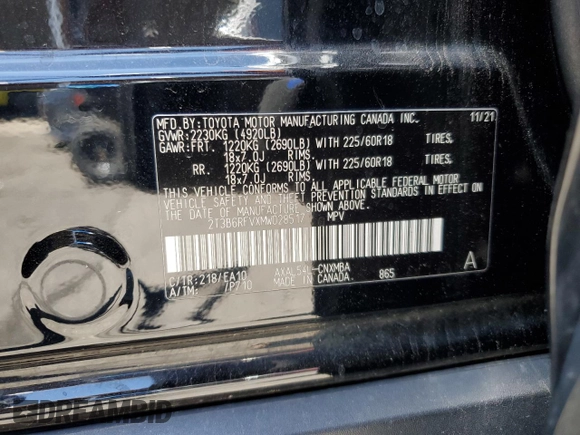 MFD.BY:TOYOTA MOTOR MANUFACTURING CANADA INC. 11/21
GVWR:2230KG (4920LB)
GAWR:FRT. 1220KG (2690LB) WITH 225/60R18 TIRES.
18x7.0J RIMS
RR. 1220KG (2690LB) WITH 225/60R18 TIRES,
18x7.0J RIMS
THIS VEHICLE CONFORMS TO ALL APPLICABLE FEDERAL MOTOR
VEHICLE SAFETY AND THEFT PREVENTION STANDARDS IN EFFECT ON
THE DATE OF MANUFACTURE SHOWN ABOVE.
MPV
C/TR:218/EA10 AXAL54L-CNXMBA A
A/TM: MADE IN CANADA. 865
DREAMBID